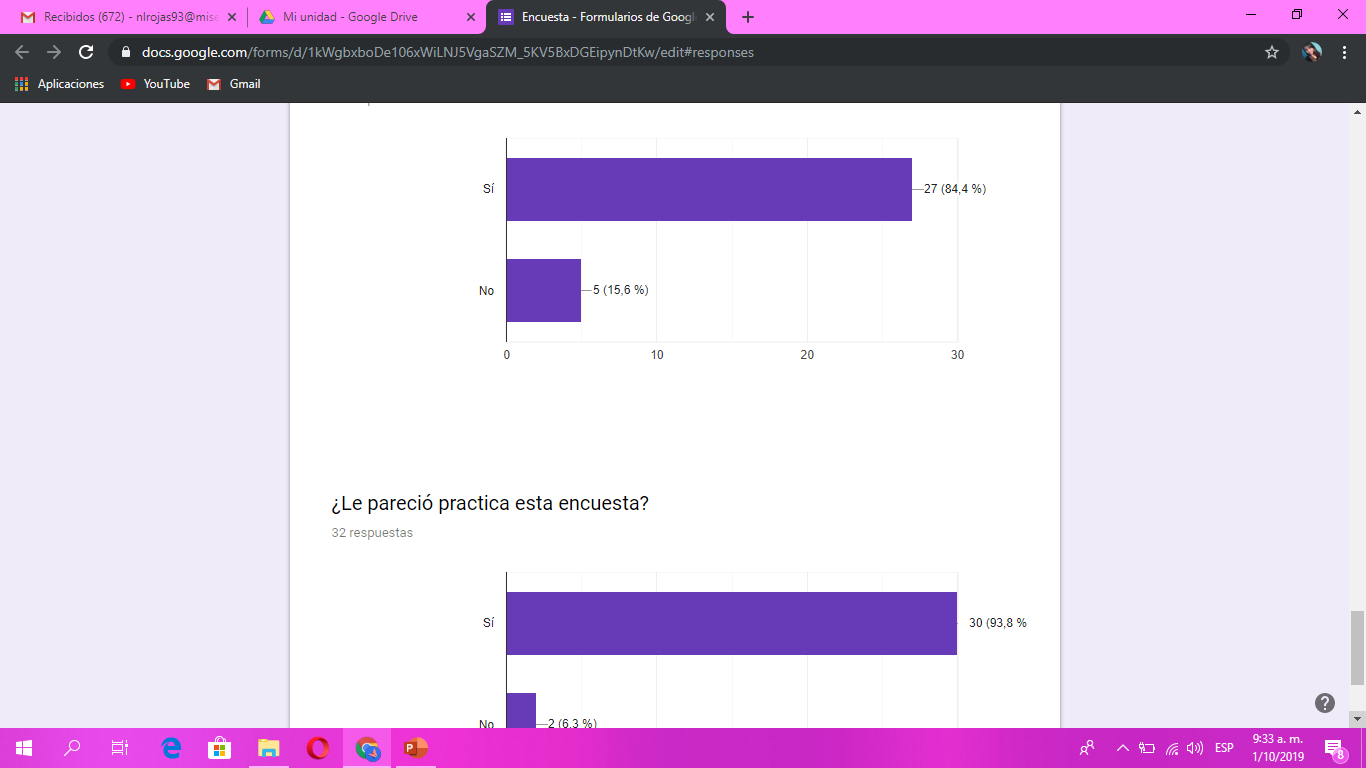 Recibidos (672) - nlrojas93@mise
Mi unidad - Google Drive
Encuesta - Formularios de Google
docs.google.com/forms/d/1kWgbxboDe106xWiLNJ5VgaSZM_5KV5BxDGEipynDtKw/edit#responses
Aplicaciones
YouTube
Gmail
Sí
27 (84,4 %)
No
5 (15,6 %)
0
10
20
30
¿Le pareció practica esta encuesta?
32 respuestas
Sí
30 (93,8 %
No
2 (6,3 %)
ESP
9:33 a. m.
1/10/2019
8